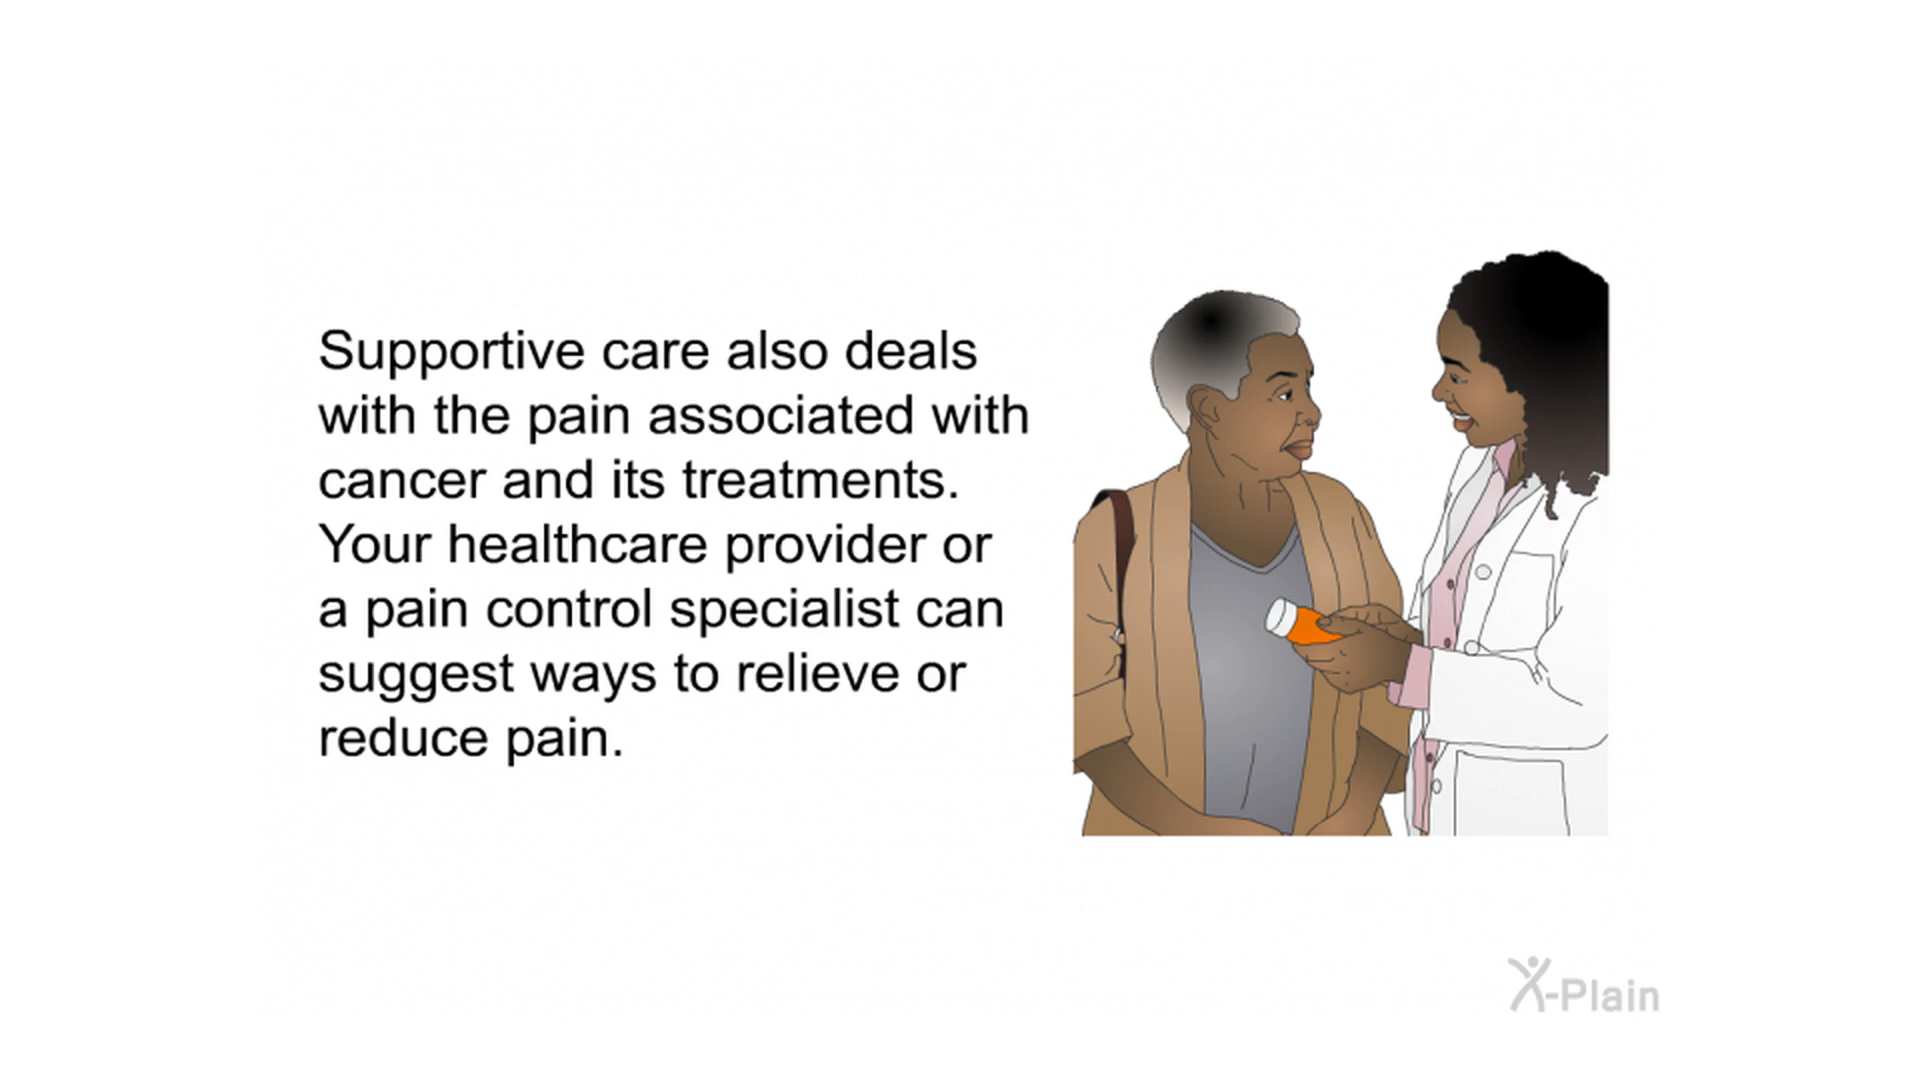 Supportive care also deals
with the pain associated with
cancer and its treatments.
Your healthcare provider or
a pain control specialist can
suggest ways to relieve or
reduce pain.
X-Plain